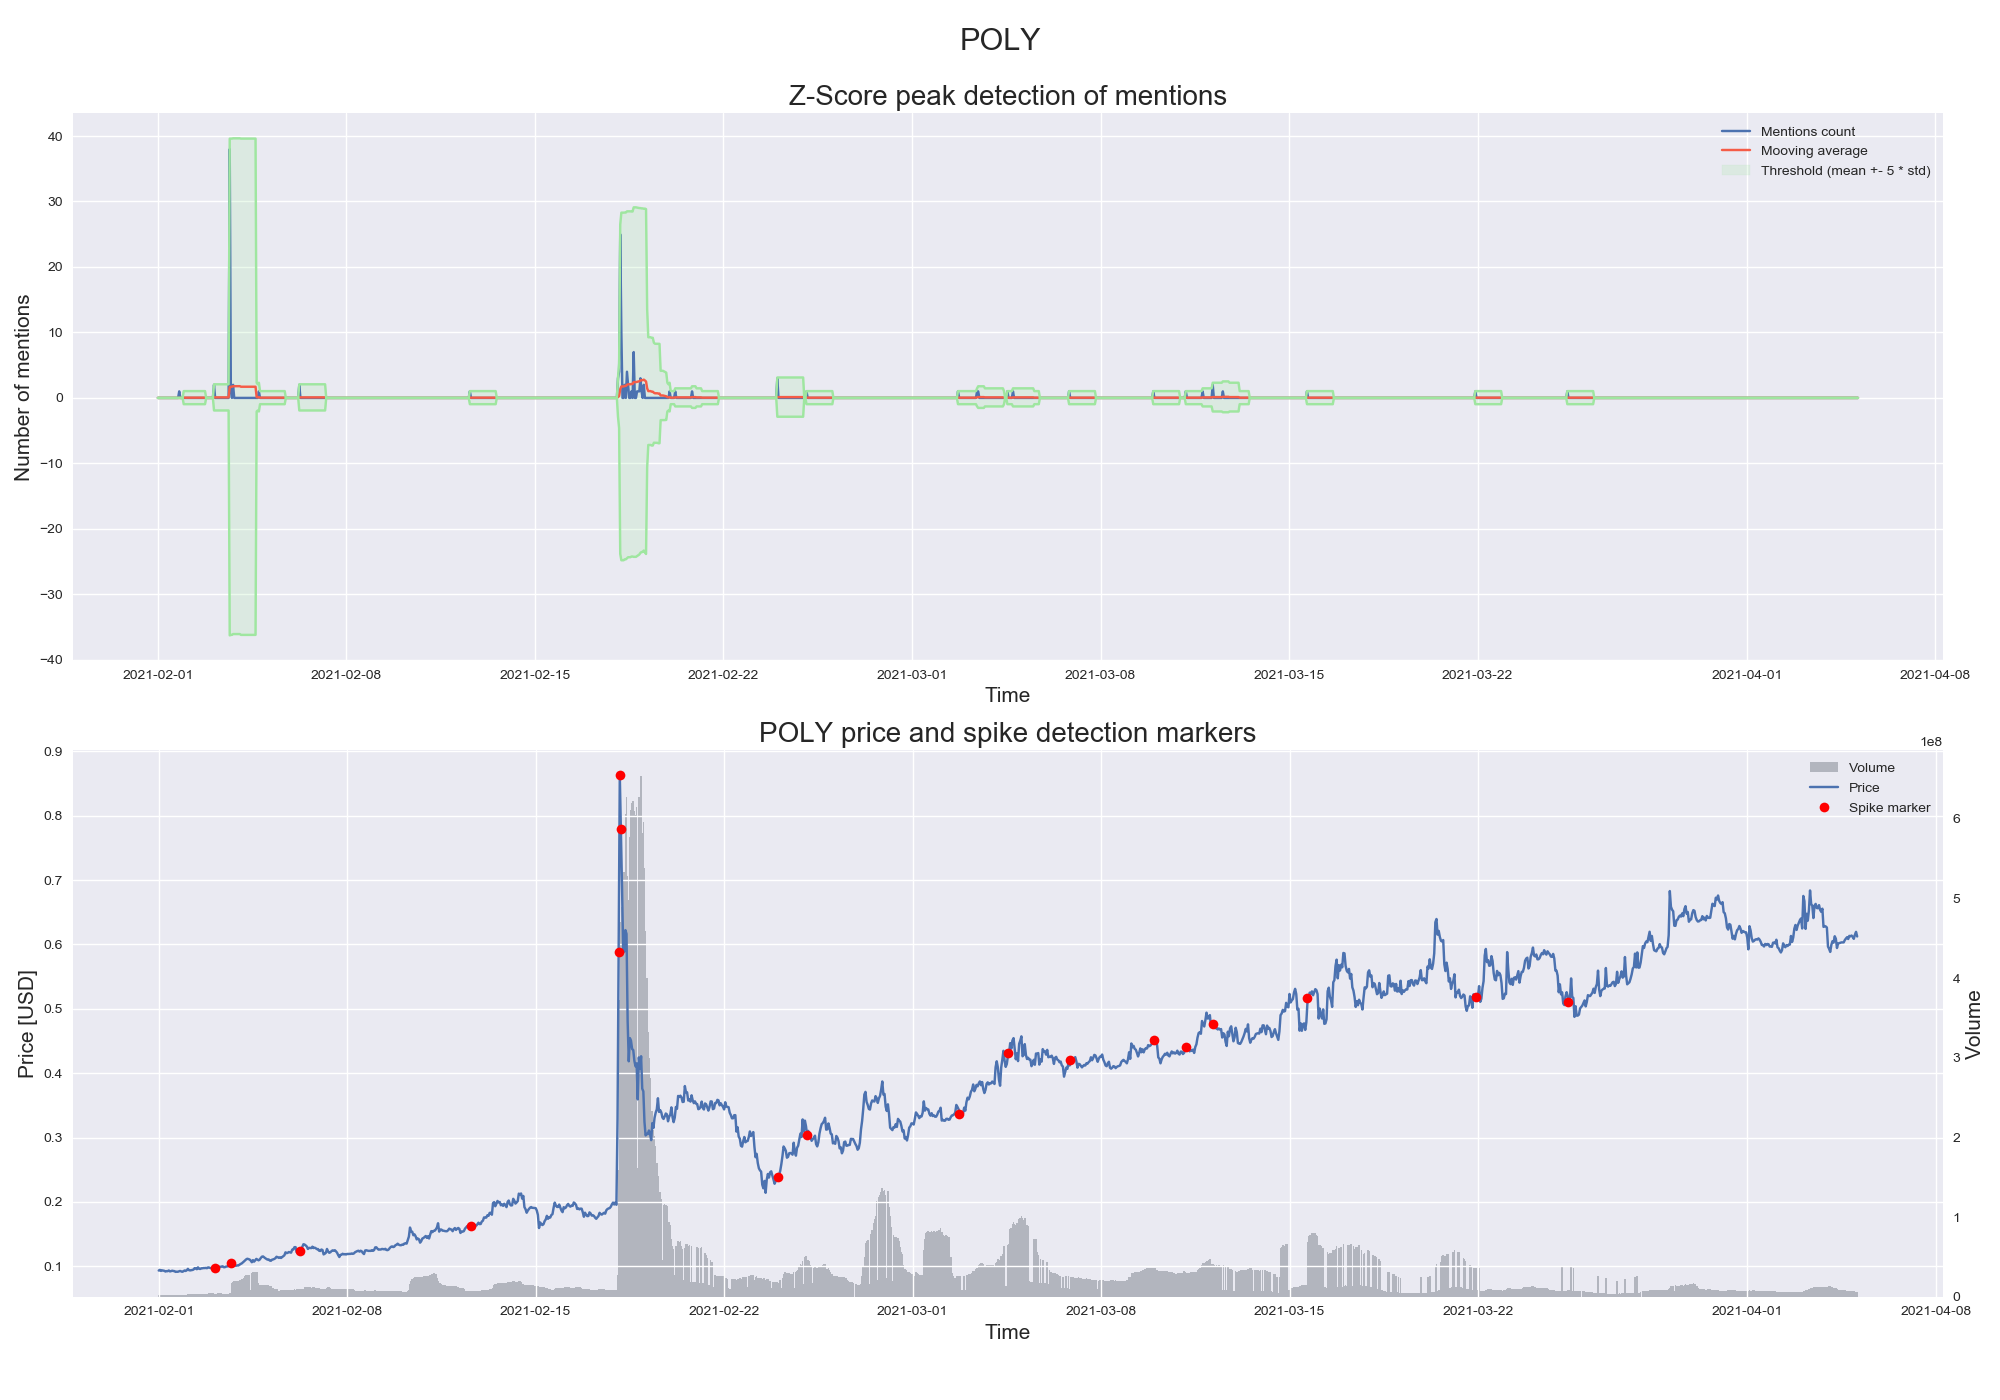 POLY
Z-Score peak detection of mentions
40
30
20
10
0
−10
−20
−30
−40
Number of mentions
Mentions count
Mooving average
Threshold (mean +- 5 * std)
2021-02-01 2021-02-08 2021-02-15 2021-02-22 2021-03-01 2021-03-08 2021-03-15 2021-03-22 2021-04-01 2021-04-08
Time
POLY price and spike detection markers
0.9
0.8
0.7
0.6
0.5
0.4
0.3
0.2
0.1
Price [USD]
1e8
Volume
Price
Spike marker
6
5
4
3
2
1
0
Volume
2021-02-01 2021-02-08 2021-02-15 2021-02-22 2021-03-01 2021-03-08 2021-03-15 2021-03-22 2021-04-01 2021-04-08
Time